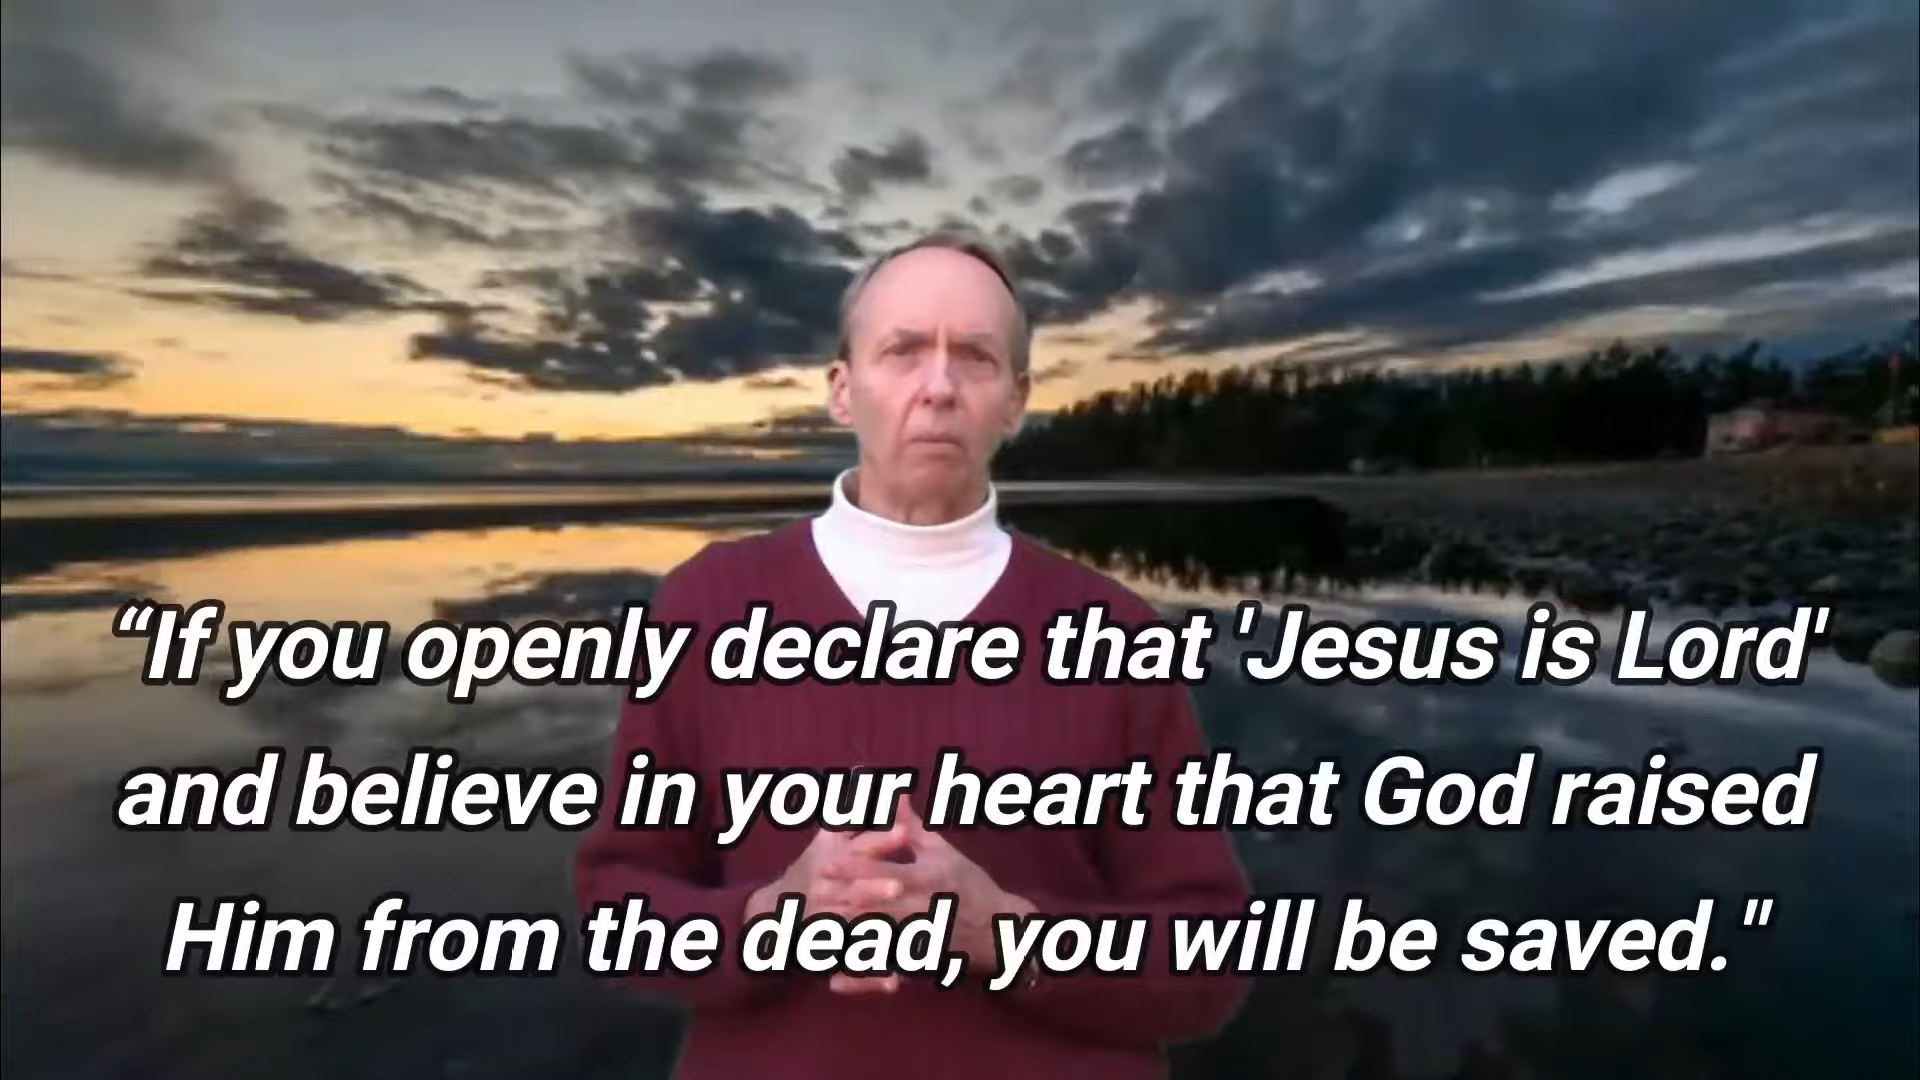 “If you openly declare that 'Jesus is Lord'
and believe in your heart that God raised
Him from the dead, you will be saved."